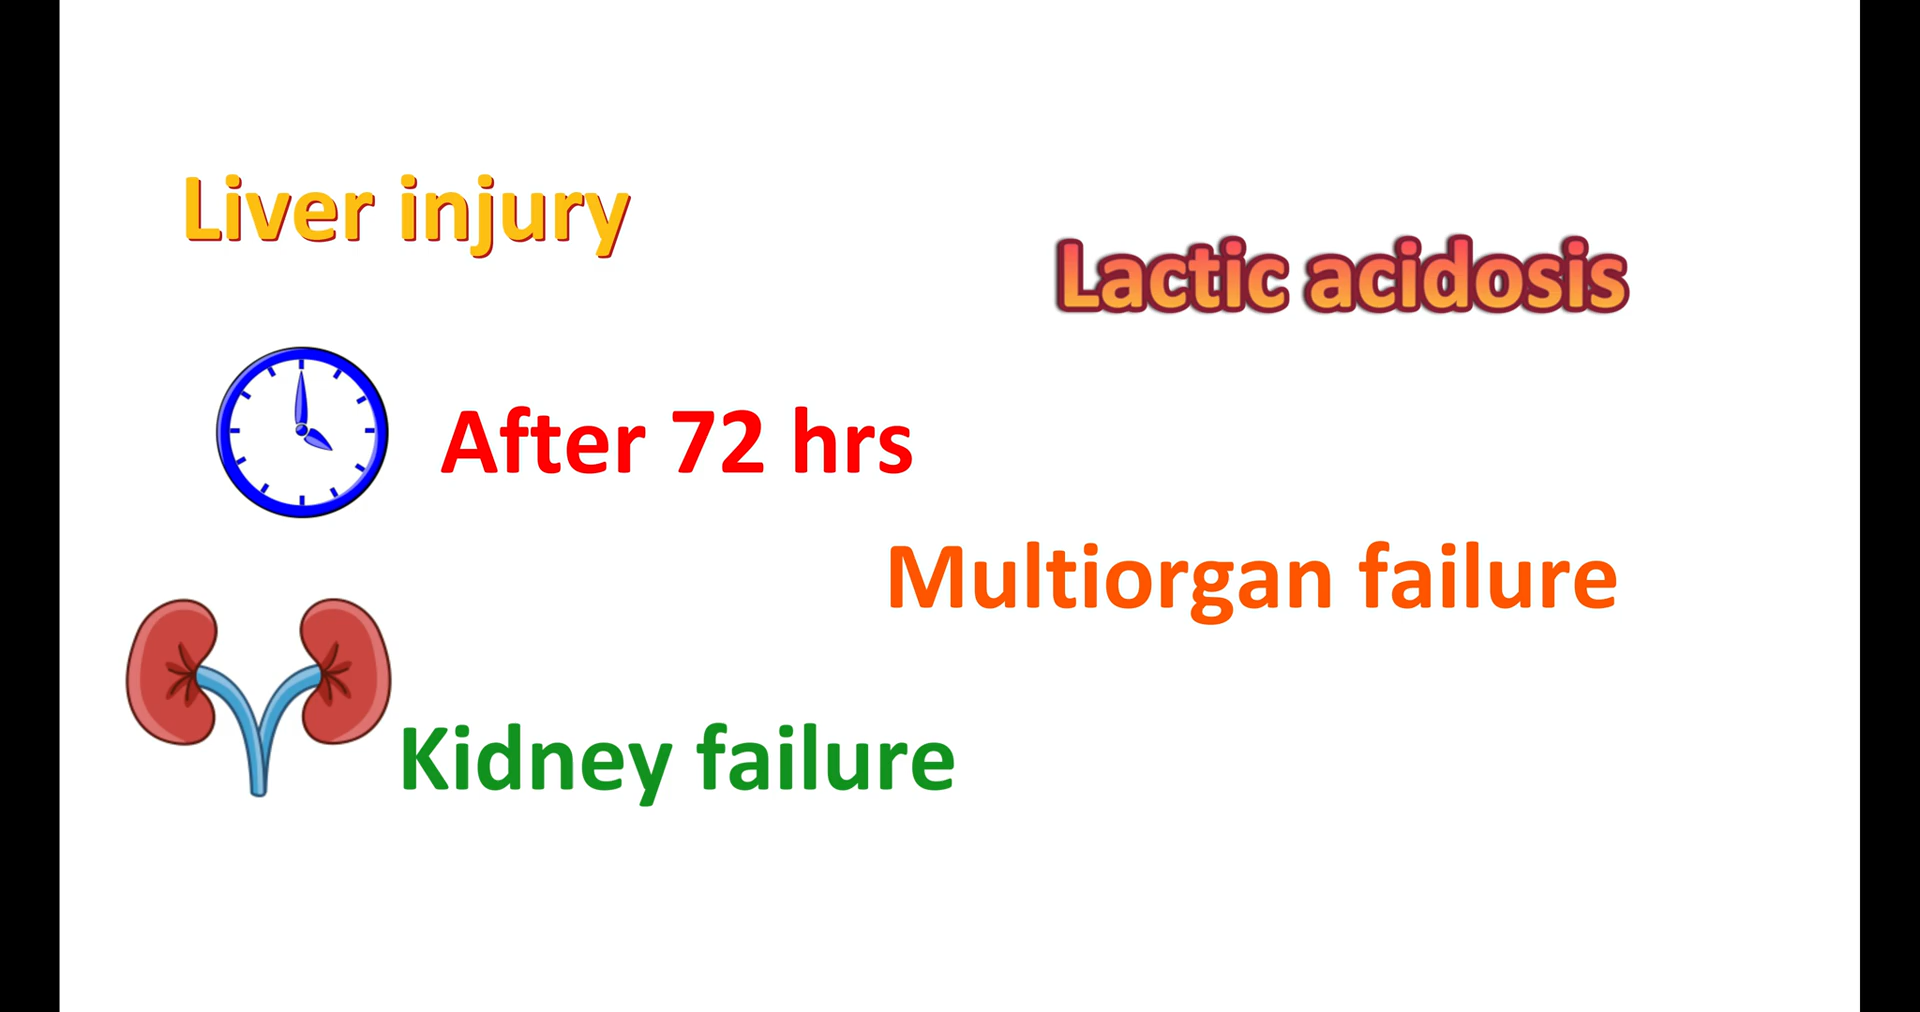 Liver injury
Lactic acidosis
After 72 hrs
Multiorgan failure
Kidney failure